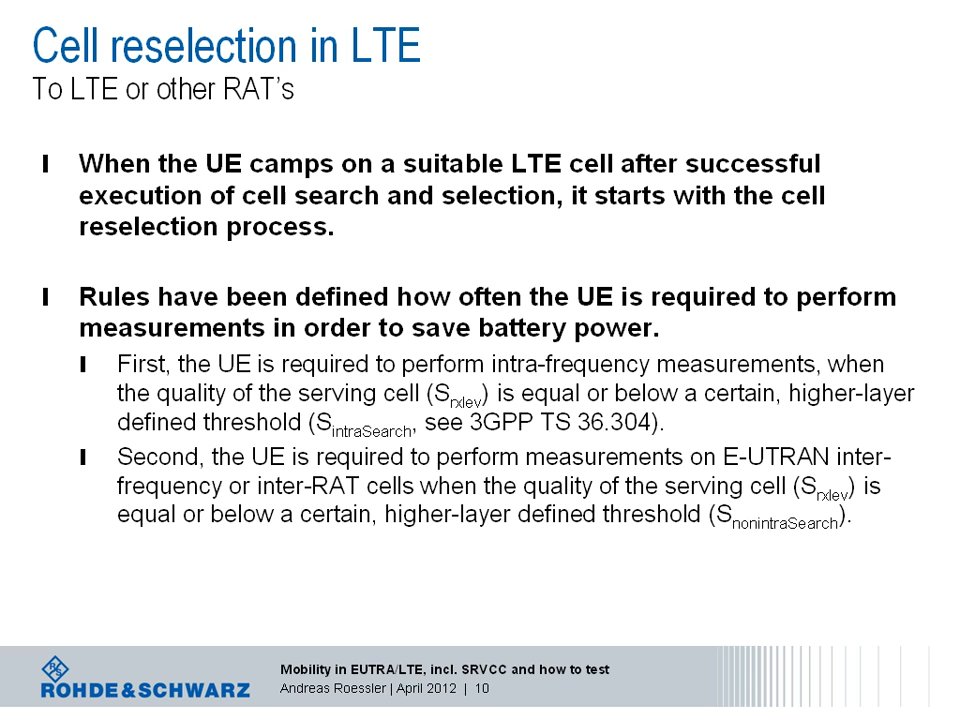 Cell reselection in LTE
To LTE or other RAT's
When the UE camps on a suitable LTE cell after successful
execution of cell search and selection, it starts with the cell
reselection process.
Rules have been defined how often the UE is required to perform
measurements in order to save battery power.
First, the UE is required to perform intra-frequency measurements, when
the quality of the serving cell (Srxlev) is equal or below a certain, higher-layer
defined threshold (SintraSearch, see 3GPP TS 36.304).
Second, the UE is required to perform measurements on E-UTRAN inter-
frequency or inter-RAT cells when the quality of the serving cell (Srxlev) is
equal or below a certain, higher-layer defined threshold (SnonintraSearch).
R S
ROHDE&SCHWARZ
Mobility in EUTRA/LTE, incl. SRVCC and how to test
Andreas Roessler | April 2012 | 10